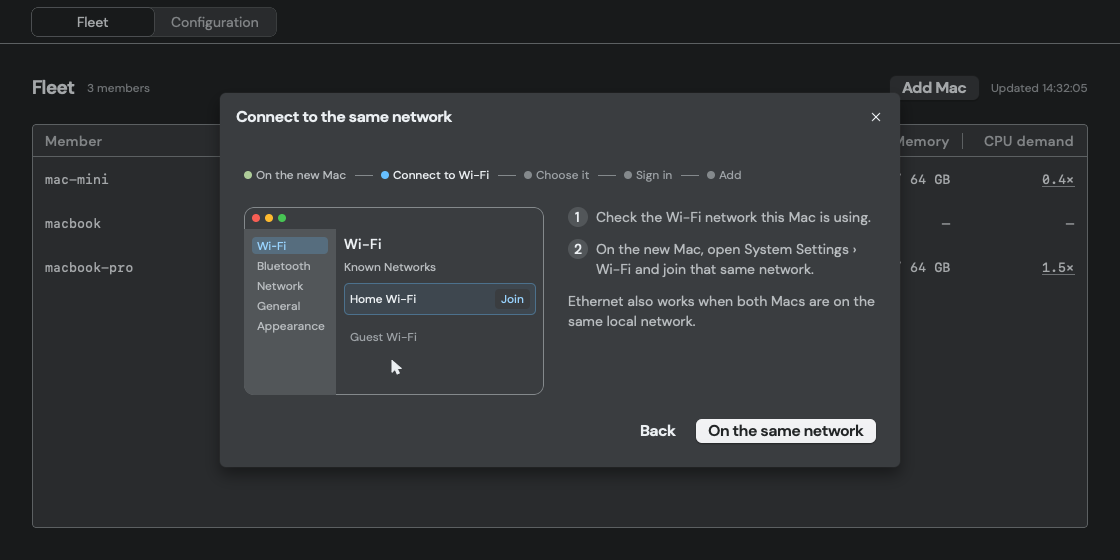 Fleet Configuration
Fleet 3 members Add Mac Updated 14:32:05
Member Memory CPU demand
mac-mini 64 GB 0.4×
macbook — —
macbook-pro 64 GB 1.5×
Connect to the same network ×
On the new Mac — Connect to Wi-Fi — Choose it — Sign in — Add
Wi-Fi
Bluetooth
Network
General
Appearance
Wi-Fi
Known Networks
Home Wi-Fi Join
Guest Wi-Fi
1 Check the Wi-Fi network this Mac is using.
2 On the new Mac, open System Settings ›
Wi-Fi and join that same network.
Ethernet also works when both Macs are on the
same local network.
Back On the same network